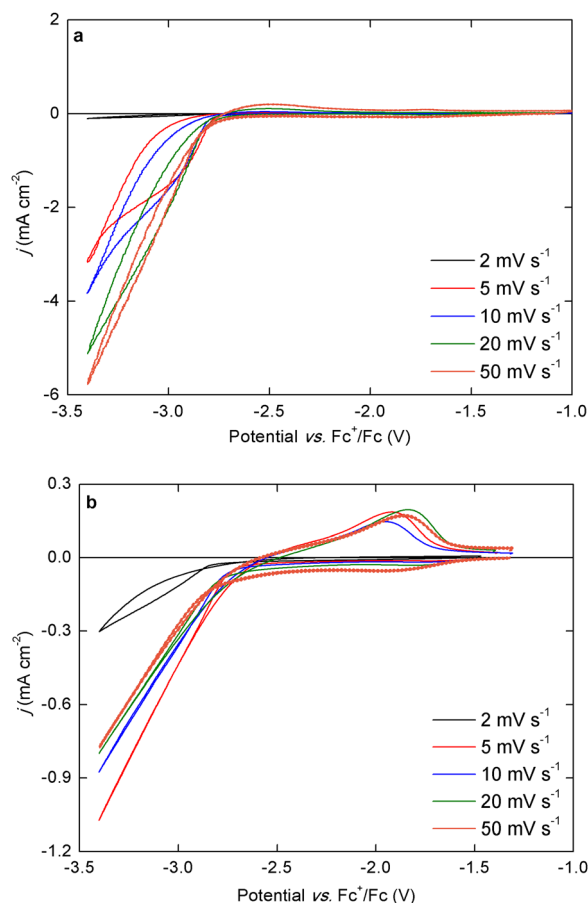 a
2
0
-2
-4
-6
j (mA cm⁻²)
2 mV s⁻¹
5 mV s⁻¹
10 mV s⁻¹
20 mV s⁻¹
50 mV s⁻¹
-3.5 -3.0 -2.5 -2.0 -1.5 -1.0
Potential vs. Fc⁺/Fc (V)
b
0.3
0.0
-0.3
-0.6
-0.9
-1.2
j (mA cm⁻²)
2 mV s⁻¹
5 mV s⁻¹
10 mV s⁻¹
20 mV s⁻¹
50 mV s⁻¹
-3.5 -3.0 -2.5 -2.0 -1.5 -1.0
Potential vs. Fc⁺/Fc (V)